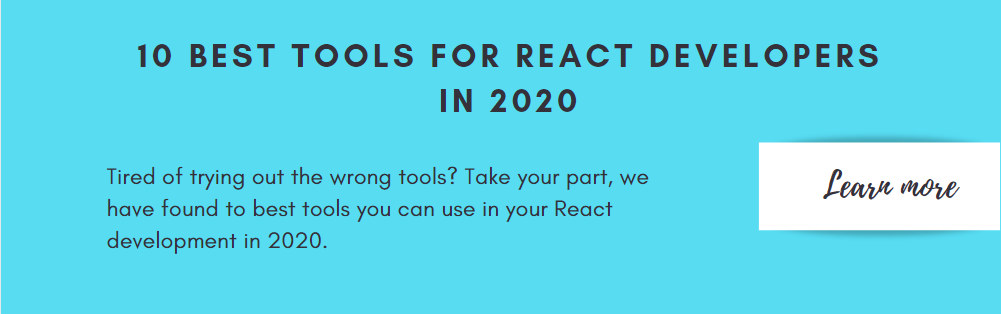 10 BEST TOOLS FOR REACT DEVELOPERS
IN 2020
Tired of trying out the wrong tools? Take your part, we
have found to best tools you can use in your React
development in 2020.
Learn more